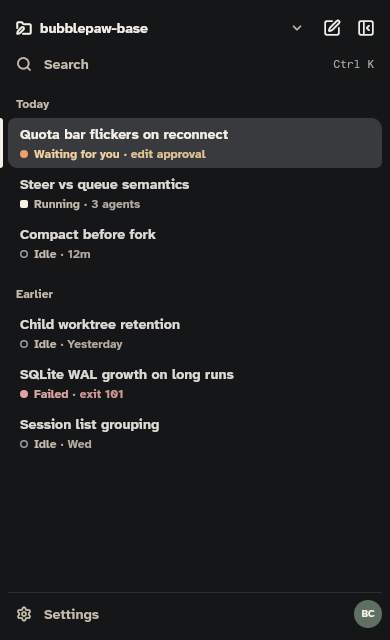 bubblepaw-base
Search Ctrl K
Today
Quota bar flickers on reconnect
Waiting for you · edit approval
Steer vs queue semantics
Running · 3 agents
Compact before fork
Idle · 12m
Earlier
Child worktree retention
Idle · Yesterday
SQLite WAL growth on long runs
Failed · exit 101
Session list grouping
Idle · Wed
Settings BC